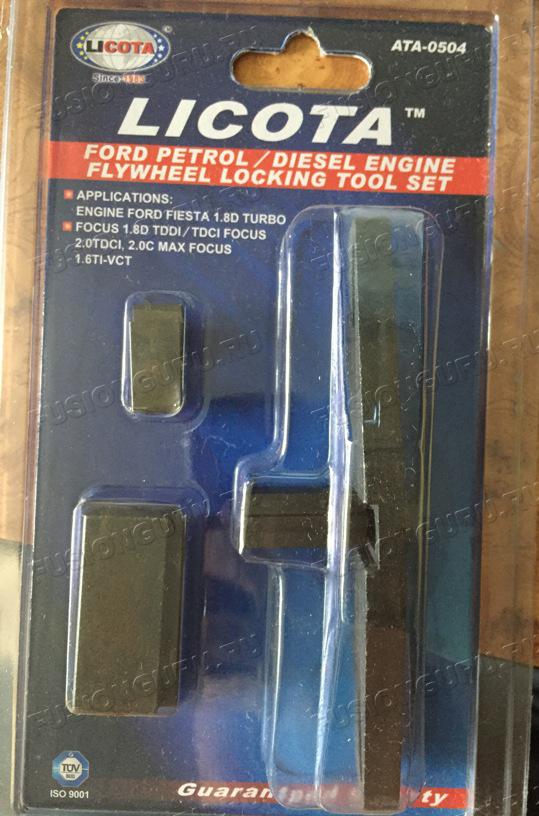 LICOTA
Since 1983
ATA-0504
LICOTA™
FORD PETROL / DIESEL ENGINE
FLYWHEEL LOCKING TOOL SET
APPLICATIONS:
ENGINE FORD FIESTA 1.8D TURBO
FOCUS 1.8D TDDI / TDCI FOCUS
2.0TDCI, 2.0C MAX FOCUS
1.6TI-VCT
TÜV
ISO 9001
FUSIONGURU.RU